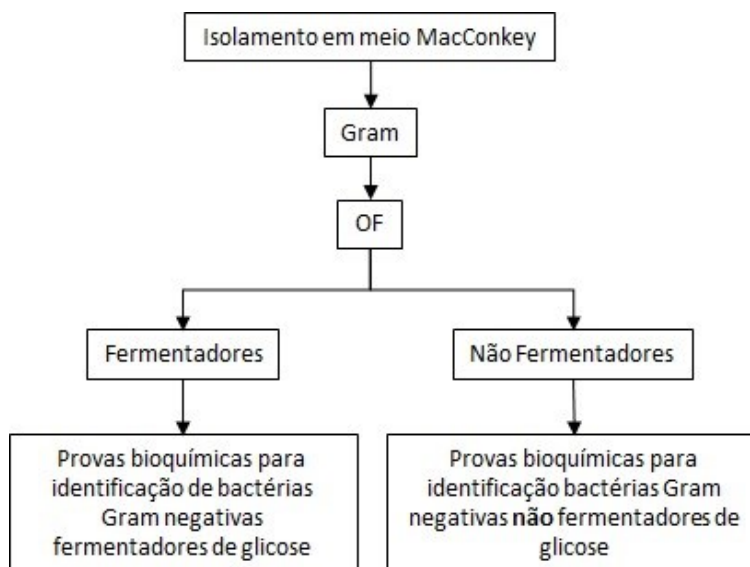 Isolamento em meio MacConkey
Gram
OF
Fermentadores
Não Fermentadores
Provas bioquímicas para
identificação de bactérias
Gram negativas
fermentadores de glicose
Provas bioquímicas para
identificação bactérias Gram
negativas não fermentadores de
glicose